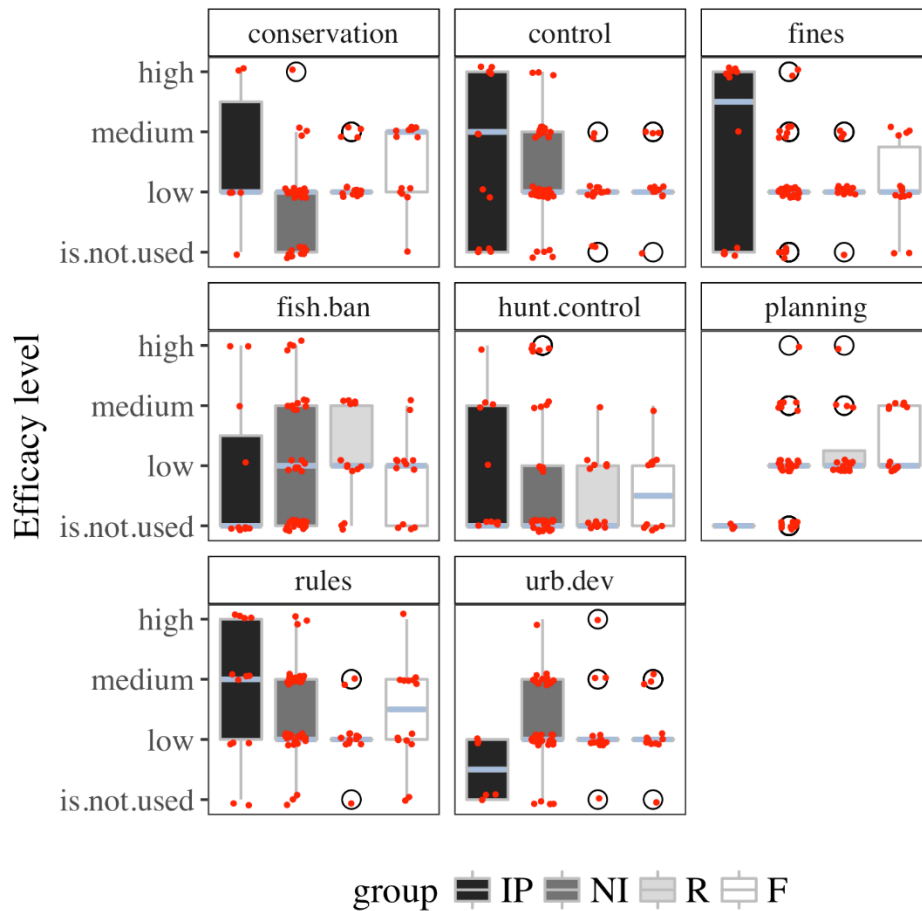 conservation control fines
high
medium
low
is.not.used
fish.ban hunt.control planning
high
medium
low
is.not.used
rules urb.dev
high
medium
low
is.not.used
Efficacy level
group IP NI R F